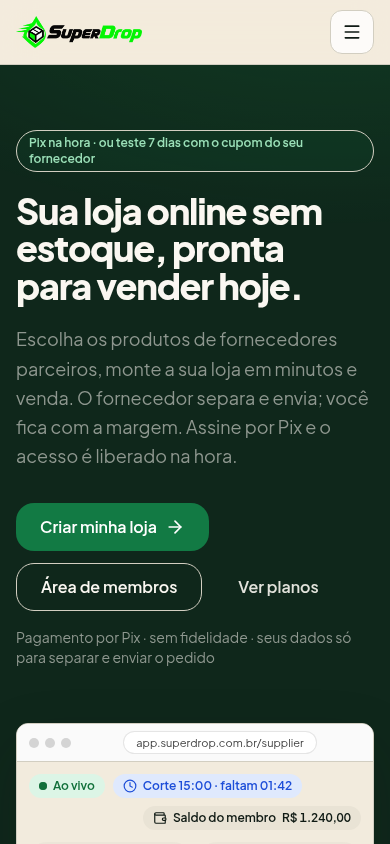 SuperDrop
Pix na hora · ou teste 7 dias com o cupom do seu
fornecedor
Sua loja online sem
estoque, pronta
para vender hoje.
Escolha os produtos de fornecedores
parceiros, monte a sua loja em minutos e
venda. O fornecedor separa e envia; você
fica com a margem. Assine por Pix e o
acesso é liberado na hora.
Criar minha loja
Área de membros
Ver planos
Pagamento por Pix · sem fidelidade · seus dados só
para separar e enviar o pedido
app.superdrop.com.br/supplier
Ao vivo
Corte 15:00 · faltam 01:42
Saldo do membro R$ 1.240,00